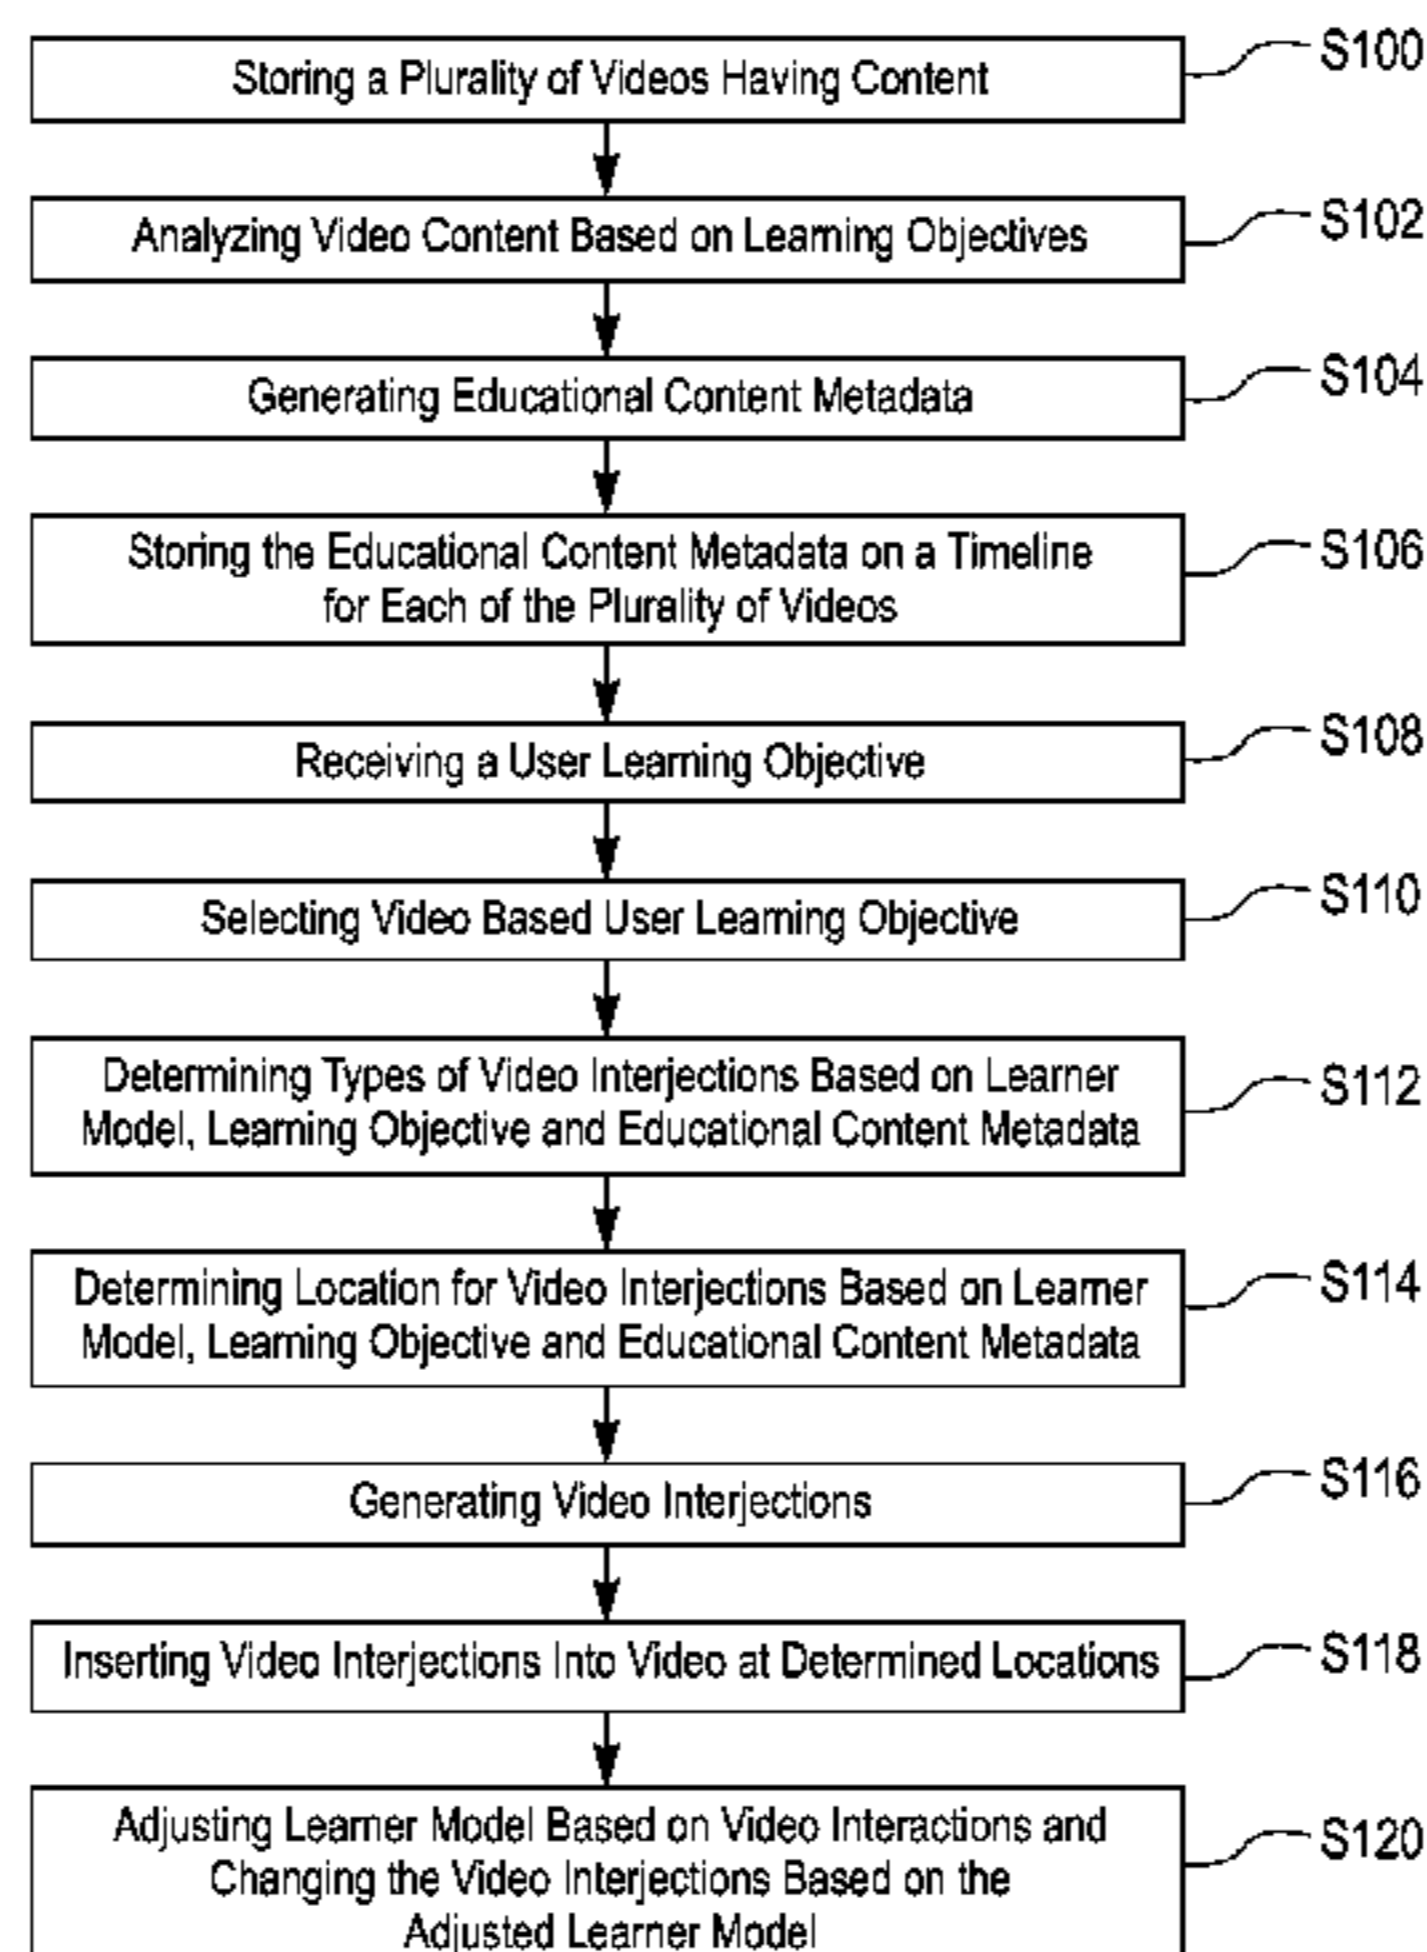 Storing a Plurality of Videos Having Content
S100
Analyzing Video Content Based on Learning Objectives
S102
Generating Educational Content Metadata
S104
Storing the Educational Content Metadata on a Timeline
for Each of the Plurality of Videos
S106
Receiving a User Learning Objective
S108
Selecting Video Based User Learning Objective
S110
Determining Types of Video Interjections Based on Learner
Model, Learning Objective and Educational Content Metadata
S112
Determining Location for Video Interjections Based on Learner
Model, Learning Objective and Educational Content Metadata
S114
Generating Video Interjections
S116
Inserting Video Interjections Into Video at Determined Locations
S118
Adjusting Learner Model Based on Video Interactions and
Changing the Video Interjections Based on the
Adjusted Learner Model
S120